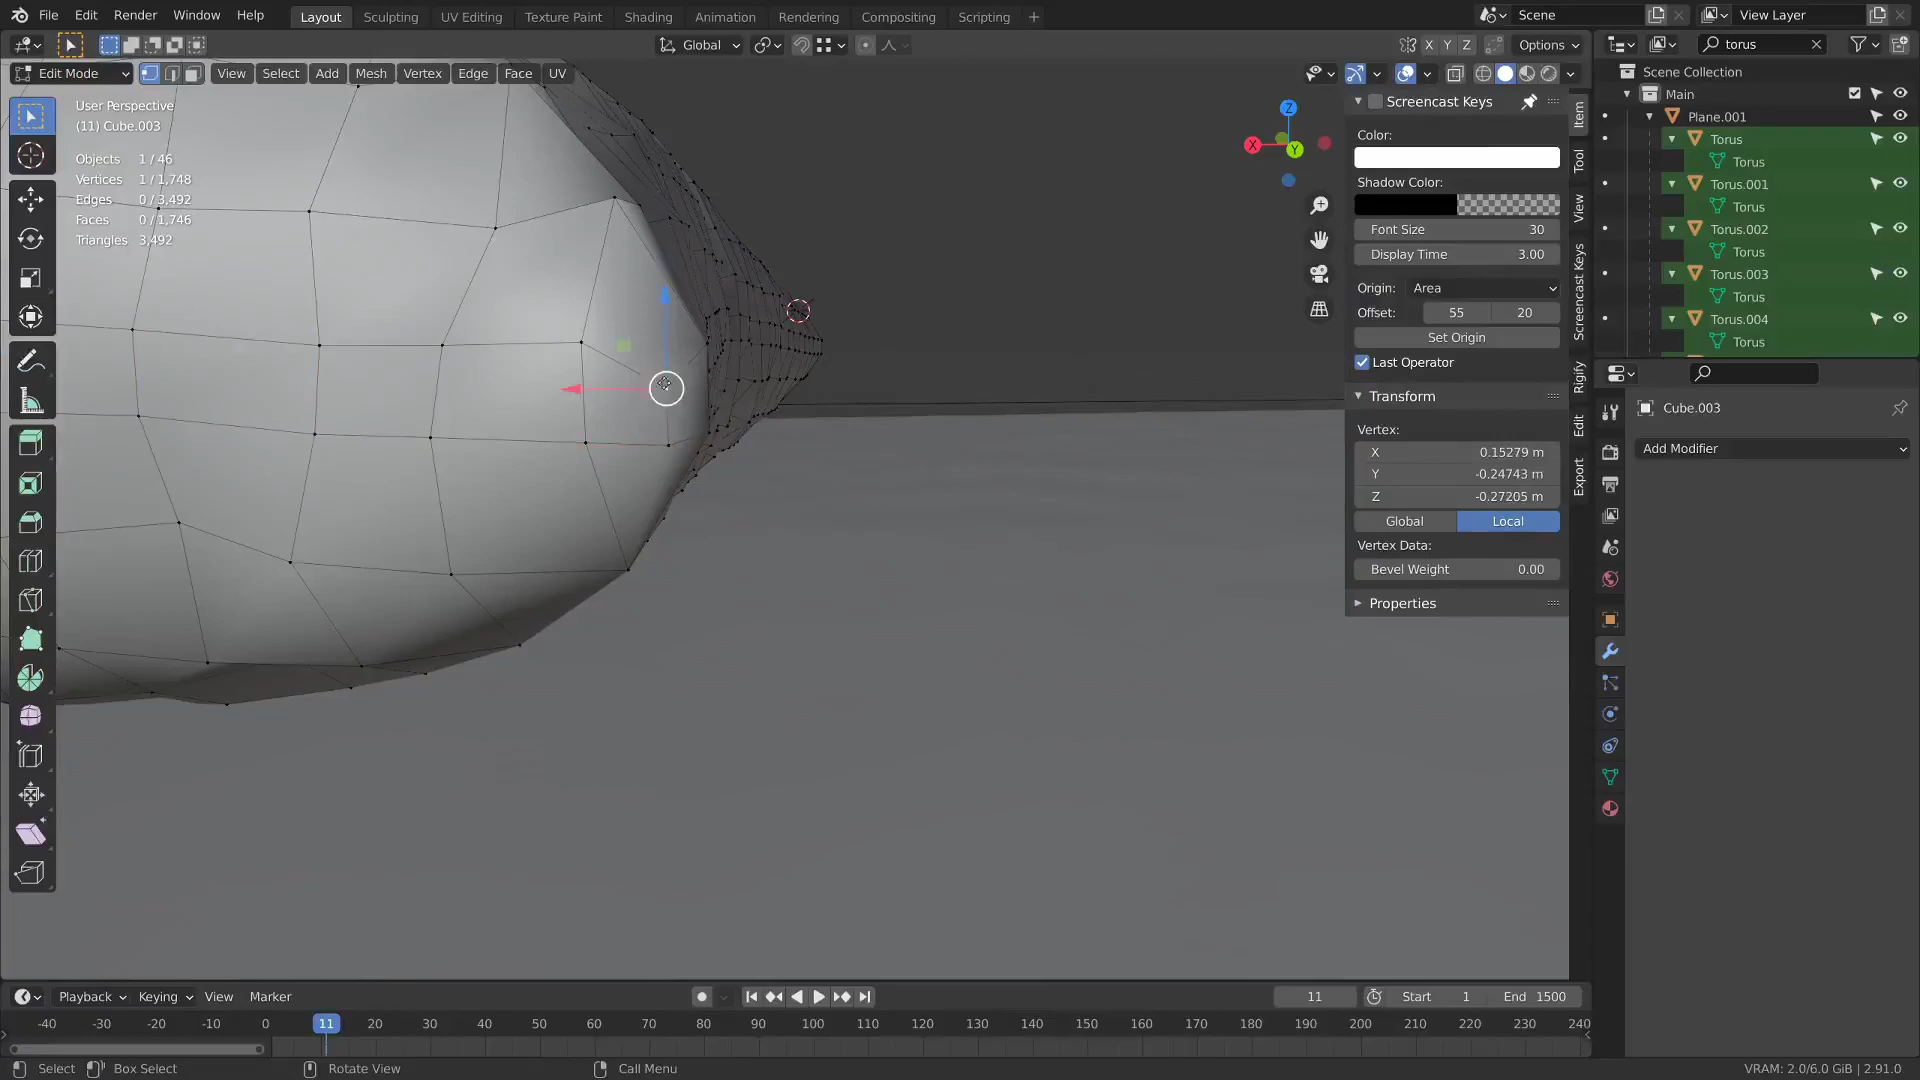 File Edit Render Window Help Layout Sculpting UV Editing Texture Paint Shading Animation Rendering Compositing Scripting + Scene View Layer
Global X Y Z Options torus
Edit Mode View Select Add Mesh Vertex Edge Face UV
Scene Collection
Main
Plane.001
Torus
Torus
Torus.001
Torus
Torus.002
Torus
Torus.003
Torus
Torus.004
Torus
User Perspective
(11) Cube.003
Objects 1 / 46
Vertices 1 / 1,748
Edges 0 / 3,492
Faces 0 / 1,746
Triangles 3,492
Z
X
Y
Screencast Keys
Color:
Shadow Color:
Font Size 30
Display Time 3.00
Origin: Area
Offset: 55 20
Set Origin
Last Operator
Transform
Vertex:
X 0.15279 m
Y -0.24743 m
Z -0.27205 m
Global Local
Vertex Data:
Bevel Weight 0.00
Properties
Item
Tool
View
Screencast Keys
Rigify
Edit
Export
Cube.003
Add Modifier
Playback Keying View Marker 11 Start 1 End 1500
-40 -30 -20 -10 0 11 20 30 40 50 60 70 80 90 100 110 120 130 140 150 160 170 180 190 200 210 220 230 240
Select Box Select Rotate View Call Menu VRAM: 2.0/6.0 GiB | 2.91.0